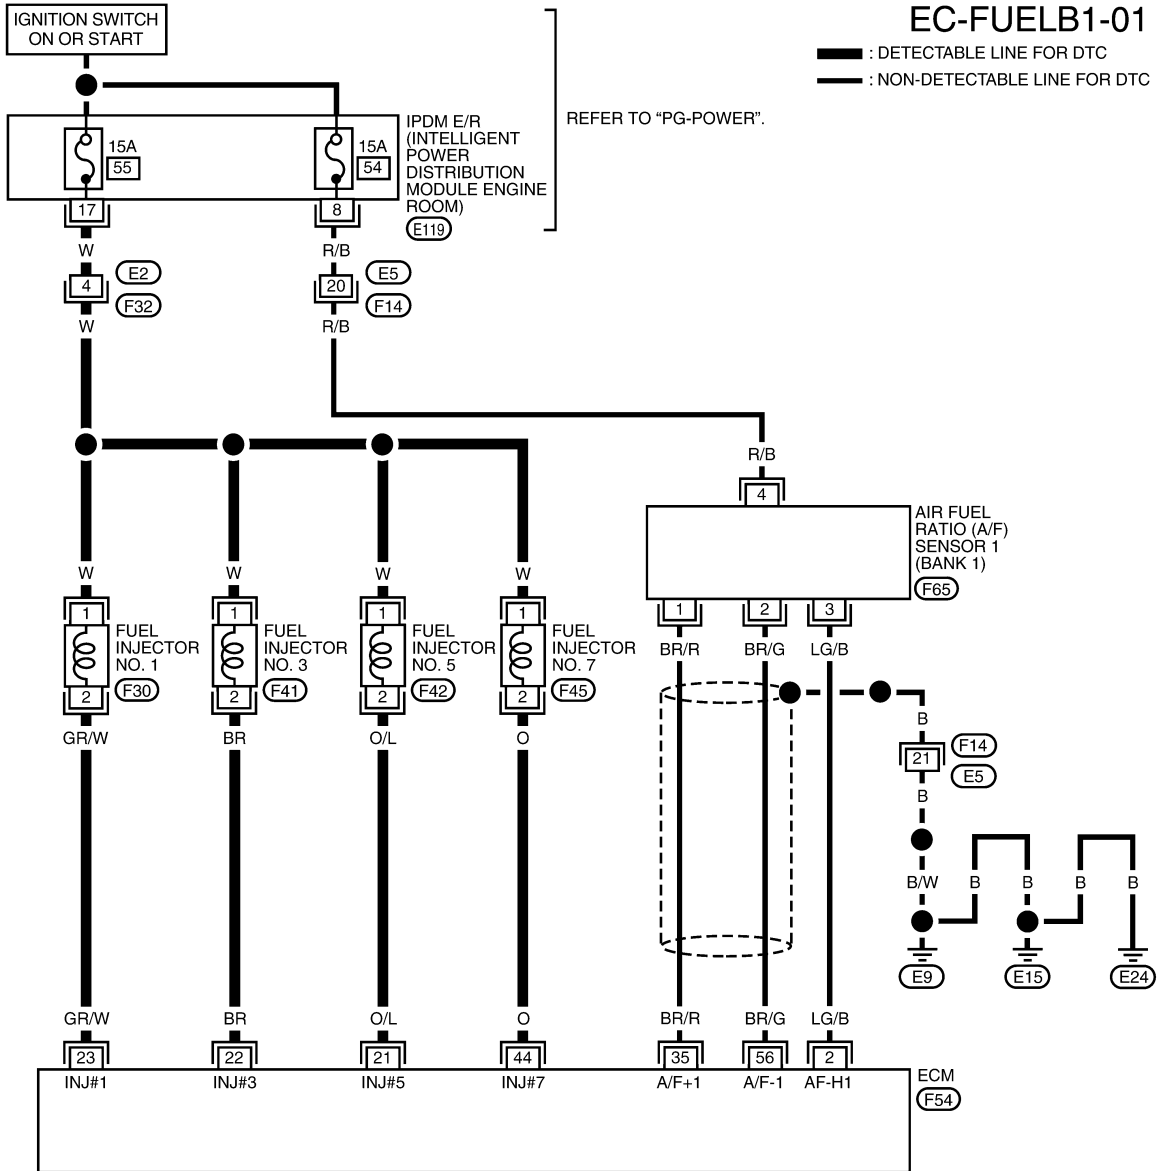 EC-FUELB1-01
IGNITION SWITCH
ON OR START
: DETECTABLE LINE FOR DTC
: NON-DETECTABLE LINE FOR DTC
REFER TO “PG-POWER”.
IPDM E/R
(INTELLIGENT
POWER
DISTRIBUTION
MODULE ENGINE
ROOM)
E119
15A
55
15A
54
17
8
W
R/B
4
E2
F32
20
E5
F14
W
R/B
R/B
4
AIR FUEL
RATIO (A/F)
SENSOR 1
(BANK 1)
F65
W
W
W
W
1
1
1
1
1
2
3
FUEL
INJECTOR
NO. 1
F30
FUEL
INJECTOR
NO. 3
F41
FUEL
INJECTOR
NO. 5
F42
FUEL
INJECTOR
NO. 7
F45
2
2
2
2
BR/R
BR/G
LG/B
GR/W
BR
O/L
O
B
21
F14
E5
B
B/W
B
B
B
B
E9
E15
E24
GR/W
BR
O/L
O
BR/R
BR/G
LG/B
23
22
21
44
35
56
2
INJ#1
INJ#3
INJ#5
INJ#7
A/F+1
A/F-1
AF-H1
ECM
F54